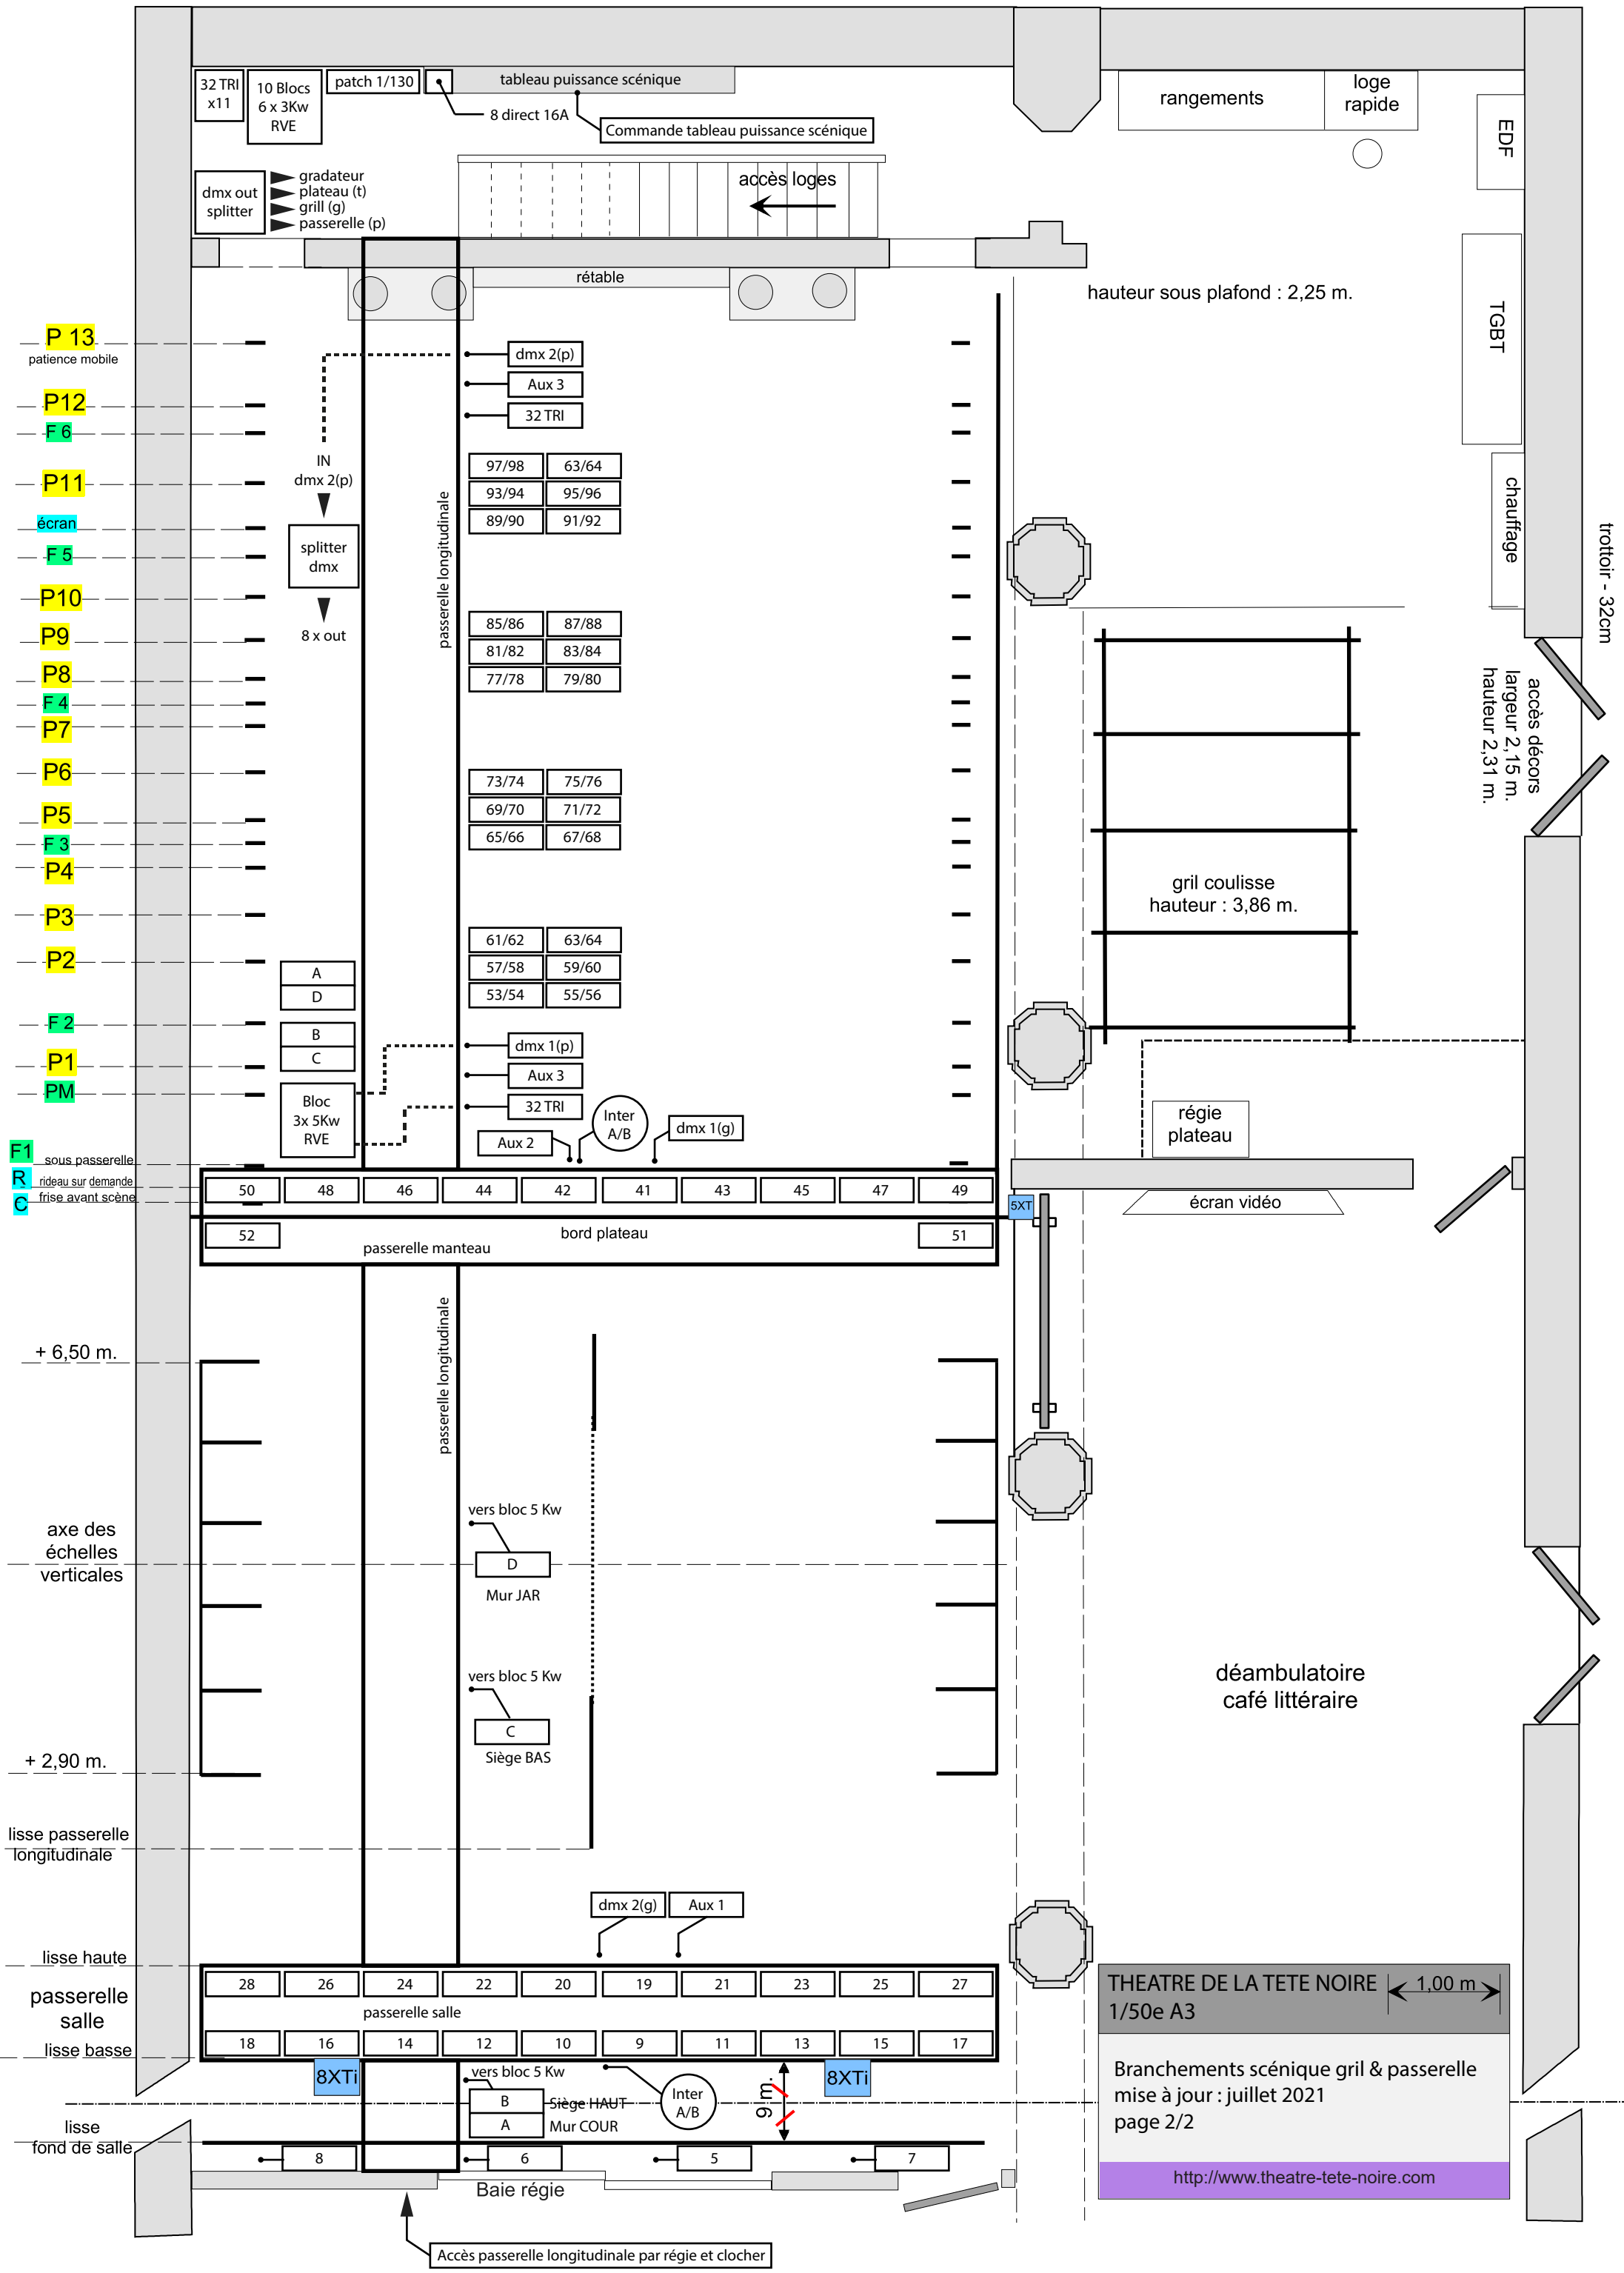 32 TRI
x11
10 Blocs
6 x 3Kw
RVE
patch 1/130
tableau puissance scénique
8 direct 16A
Commande tableau puissance scénique
rangements
loge
rapide
EDF
dmx out
splitter
gradateur
plateau (t)
grill (g)
passerelle (p)
accès loges
rétable
hauteur sous plafond : 2,25 m.
TGBT
chauffage
trottoir - 32cm
P 13
patience mobile
P12
F 6
P11
écran
F 5
P10
P9
P8
F 4
P7
P6
P5
F 3
P4
P3
P2
F 2
P1
PM
F1
sous passerelle
R
rideau sur demande
C
frise avant scène
dmx 2(p)
Aux 3
32 TRI
IN
dmx 2(p)
splitter
dmx
8 x out
passerelle longitudinale
97/98 63/64
93/94 95/96
89/90 91/92
85/86 87/88
81/82 83/84
77/78 79/80
73/74 75/76
69/70 71/72
65/66 67/68
61/62 63/64
57/58 59/60
53/54 55/56
A
D
B
C
Bloc
3x 5Kw
RVE
dmx 1(p)
Aux 3
32 TRI
Aux 2
Inter
A/B
dmx 1(g)
accès décors
largeur 2,15 m.
hauteur 2,31 m.
gril coulisse
hauteur : 3,86 m.
régie
plateau
écran vidéo
5XT
50 48 46 44 42 41 43 45 47 49
52 51
bord plateau
passerelle manteau
passerelle longitudinale
+ 6,50 m.
axe des
échelles
verticales
+ 2,90 m.
vers bloc 5 Kw
D
Mur JAR
vers bloc 5 Kw
C
Siège BAS
déambulatoire
café littéraire
lisse passerelle
longitudinale
dmx 2(g)
Aux 1
lisse haute
passerelle
salle
lisse basse
28 26 24 22 20 19 21 23 25 27
passerelle salle
18 16 14 12 10 9 11 13 15 17
8XTi
8XTi
vers bloc 5 Kw
B
Siège HAUT
A
Mur COUR
Inter
A/B
9 m.
lisse
fond de salle
8 6 5 7
Baie régie
Accès passerelle longitudinale par régie et clocher
THEATRE DE LA TETE NOIRE
1/50e A3
1,00 m
Branchements scénique gril & passerelle
mise à jour : juillet 2021
page 2/2
http://www.theatre-tete-noire.com